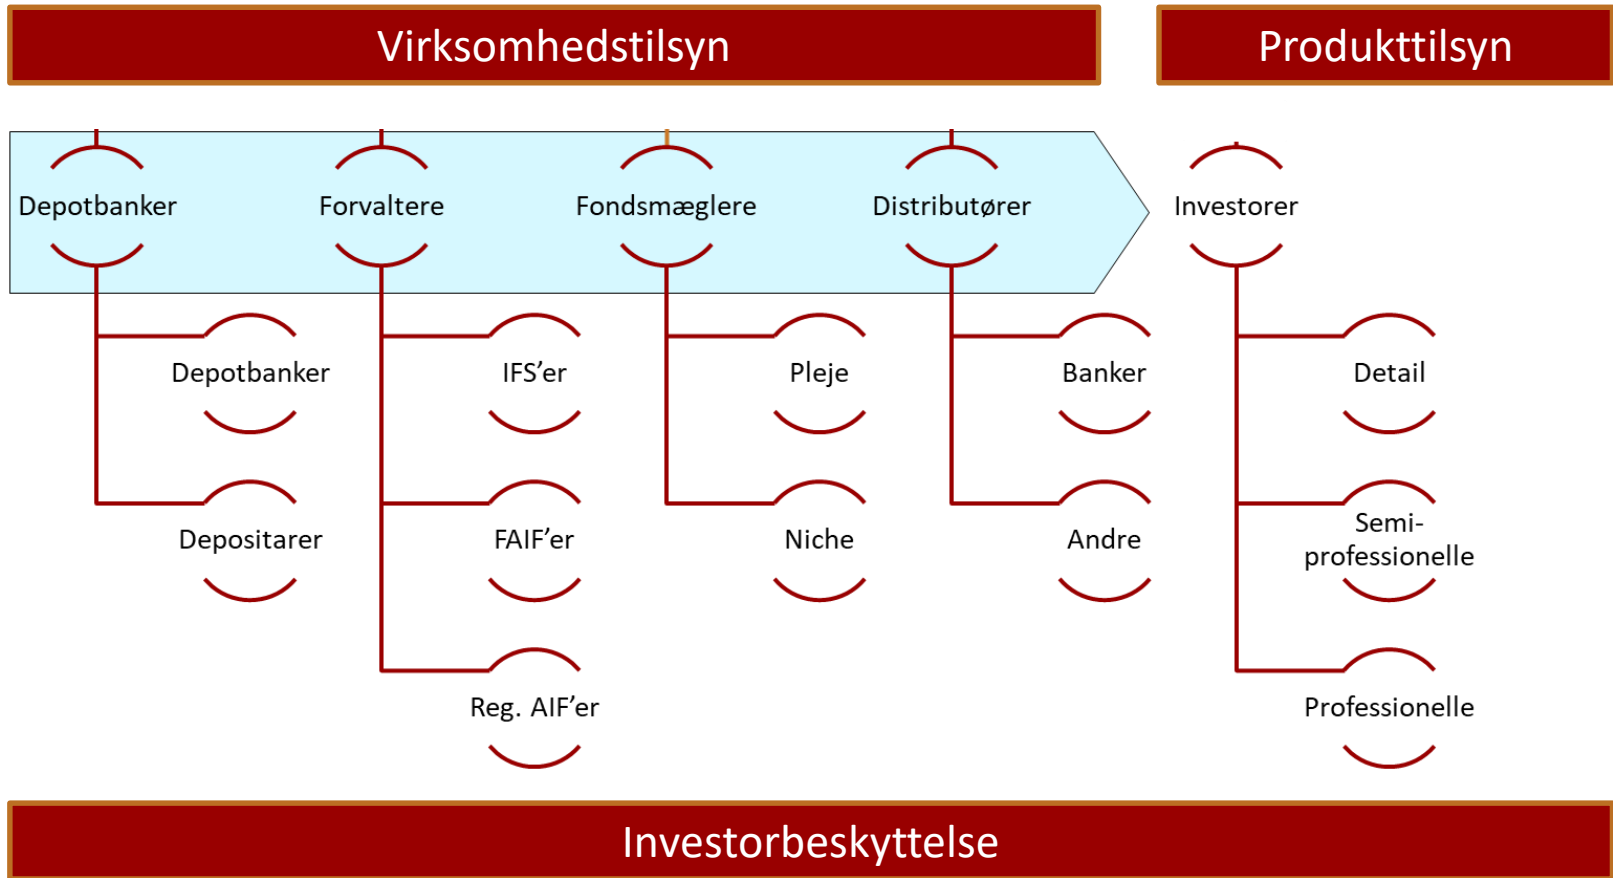 Virksomhedstilsyn
Produkttilsyn
Depotbanker
Forvaltere
Fondsmæglere
Distributører
Investorer
Depotbanker
IFS’er
Pleje
Banker
Detail
Depositarer
FAIF’er
Niche
Andre
Semi-
professionelle
Reg. AIF’er
Professionelle
Investorbeskyttelse